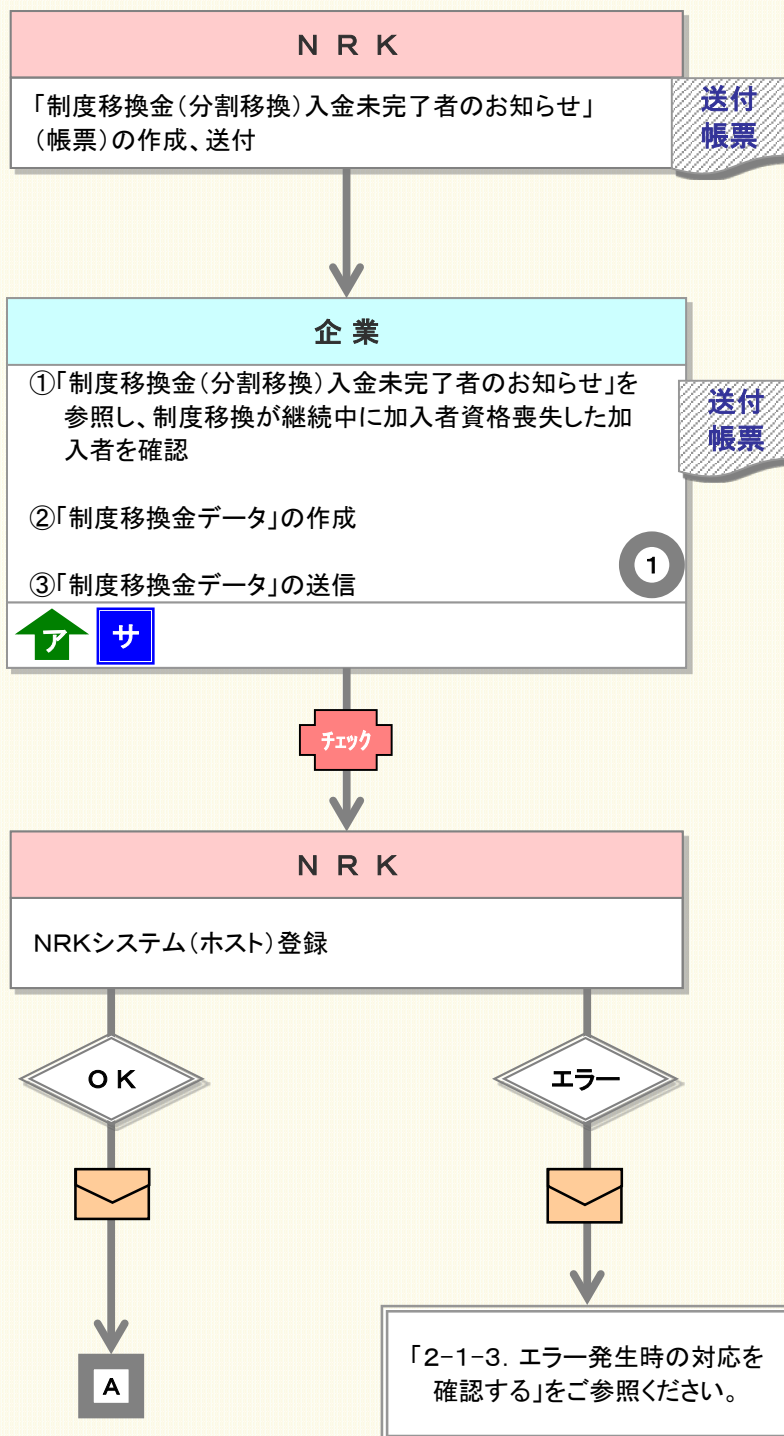 ＮＲＫ
「制度移換金（分割移換）入金未完了者のお知らせ」
（帳票）の作成、送付
送付
帳票
企業
①「制度移換金（分割移換）入金未完了者のお知らせ」を
参照し、制度移換が継続中に加入者資格喪失した加
入者を確認
送付
帳票
②「制度移換金データ」の作成
③「制度移換金データ」の送信
1
ア
サ
ﾁｪｯｸ
ＮＲＫ
NRKシステム（ホスト）登録
ＯＫ
エラー
A
「2-1-3．エラー発生時の対応を
確認する」をご参照ください。